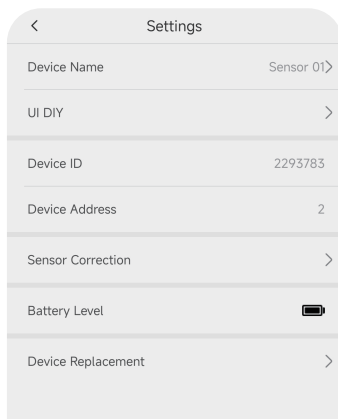 Settings
Device Name Sensor 01
UI DIY
Device ID 2293783
Device Address 2
Sensor Correction
Battery Level
Device Replacement